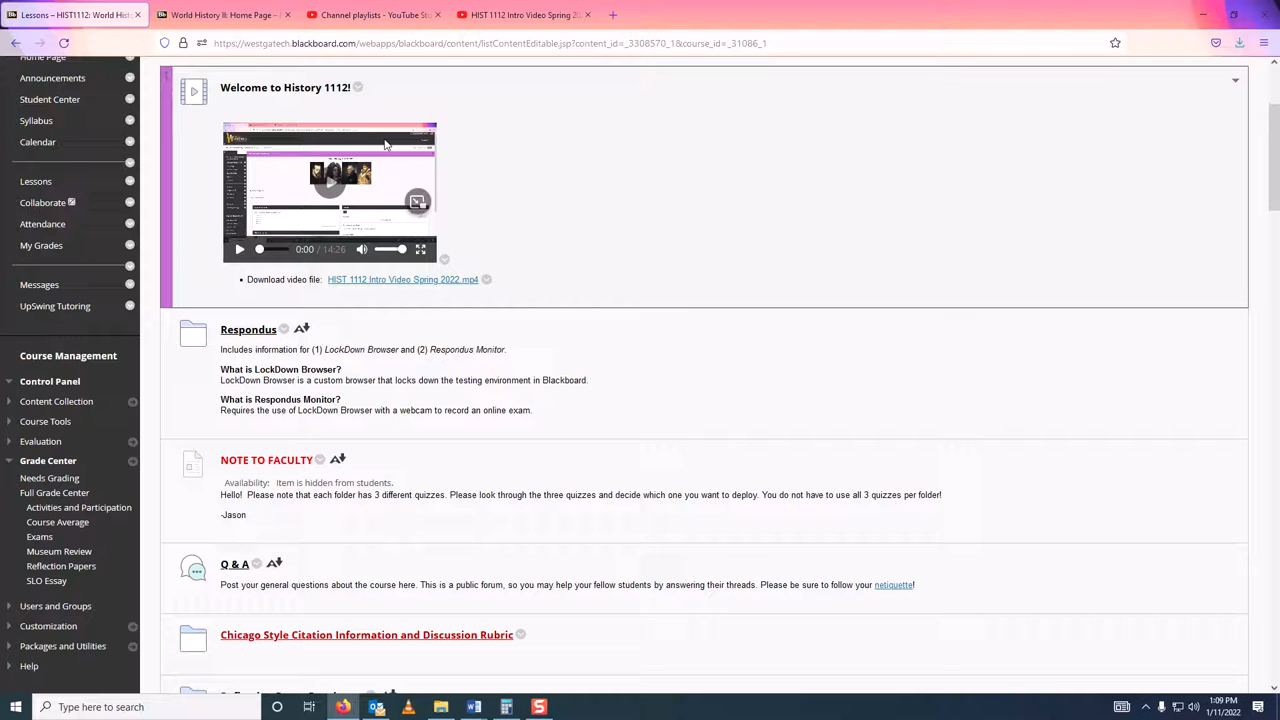 Lessons – HIST1112: World Hist
World History II: Home Page –
Channel playlists - YouTube Stu
HIST 1112 Intro Video Spring 20
https://westgatech.blackboard.com/webapps/blackboard/content/listContentEditable.jsp?content_id=_3308570_1&course_id=_31086_1
Home Page
Announcements
Student Center
Syllabus
Calendar
Lessons
Collaborate
Attendance
My Grades
Messages
UpSwing Tutoring
Course Management
Control Panel
Content Collection
Course Tools
Evaluation
Grade Center
Needs Grading
Full Grade Center
Activities and Participation
Course Average
Exams
Museum Review
Reflection Papers
SLO Essay
Users and Groups
Customization
Packages and Utilities
Help
Welcome to History 1112!
0:00 / 14:26
Download video file: HIST 1112 Intro Video Spring 2022.mp4
Respondus
Includes information for (1) LockDown Browser and (2) Respondus Monitor.
What is LockDown Browser?
LockDown Browser is a custom browser that locks down the testing environment in Blackboard.
What is Respondus Monitor?
Requires the use of LockDown Browser with a webcam to record an online exam.
NOTE TO FACULTY
Availability: Item is hidden from students.
Hello! Please note that each folder has 3 different quizzes. Please look through the three quizzes and decide which one you want to deploy. You do not have to use all 3 quizzes per folder!
-Jason
Q & A
Post your general questions about the course here. This is a public forum, so you may help your fellow students by answering their threads. Please be sure to follow your netiquette!
Chicago Style Citation Information and Discussion Rubric
Type here to search
1:09 PM
1/11/2022